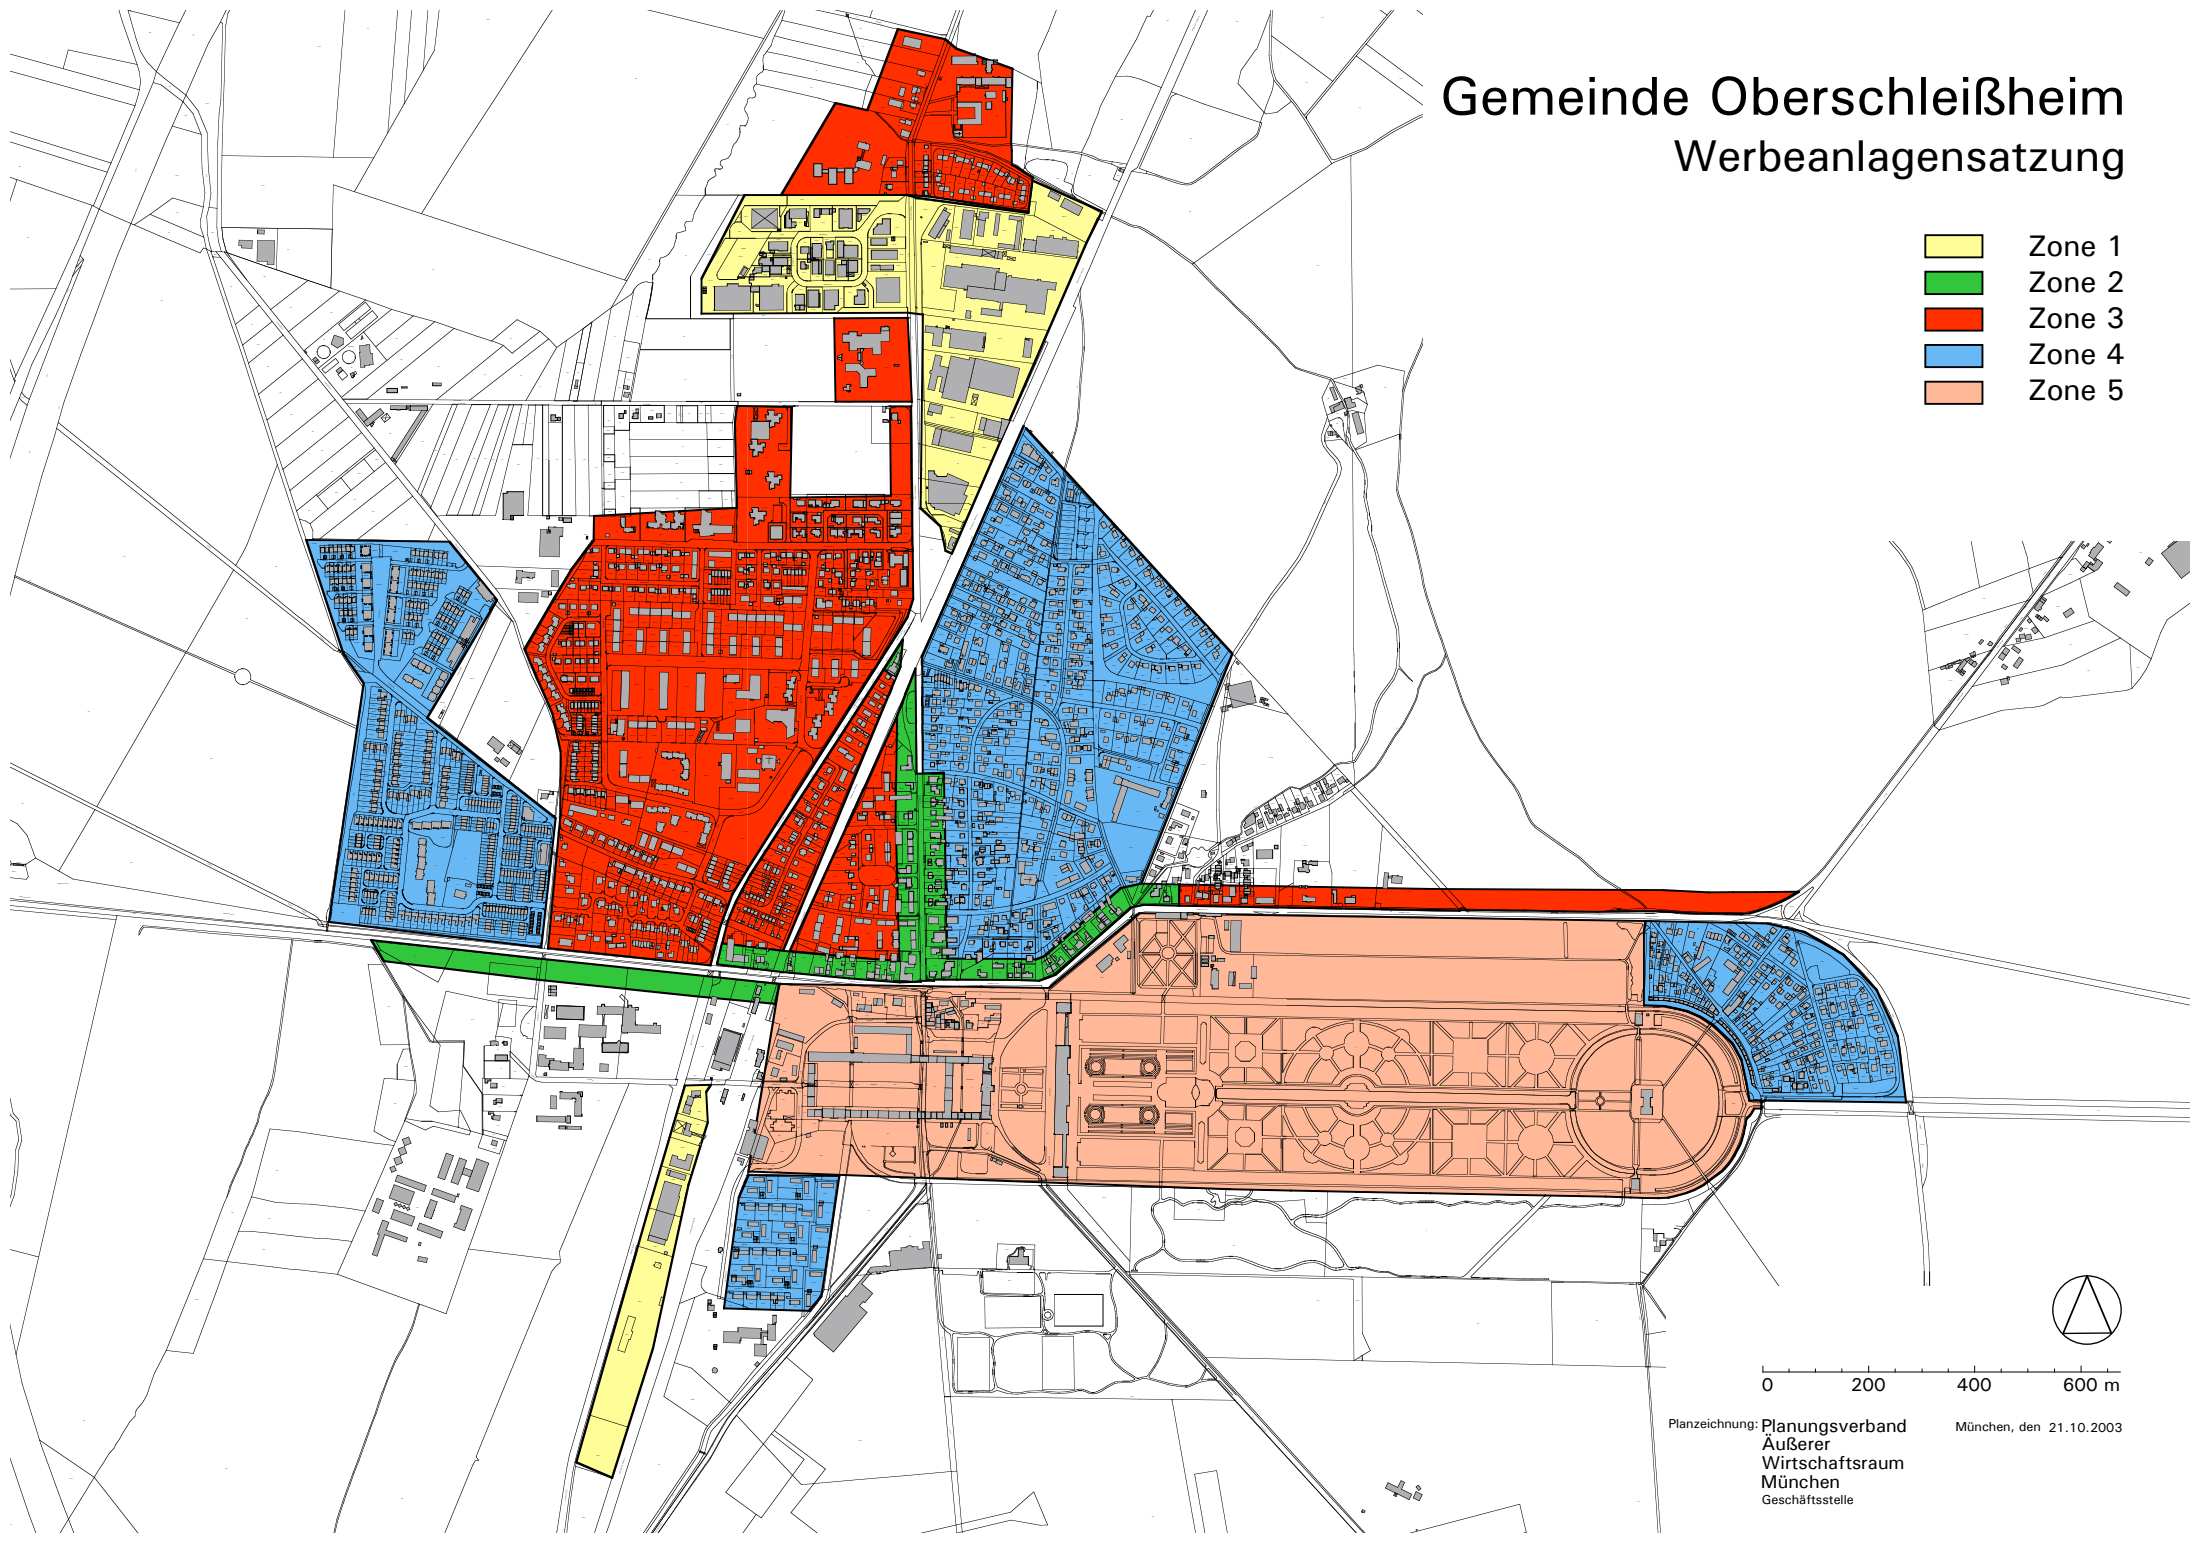 Gemeinde Oberschleißheim
Werbeanlagensatzung
Zone 1
Zone 2
Zone 3
Zone 4
Zone 5
0 200 400 600 m
Planzeichnung: Planungsverband
Äußerer
Wirtschaftsraum
München
Geschäftsstelle
München, den 21.10.2003